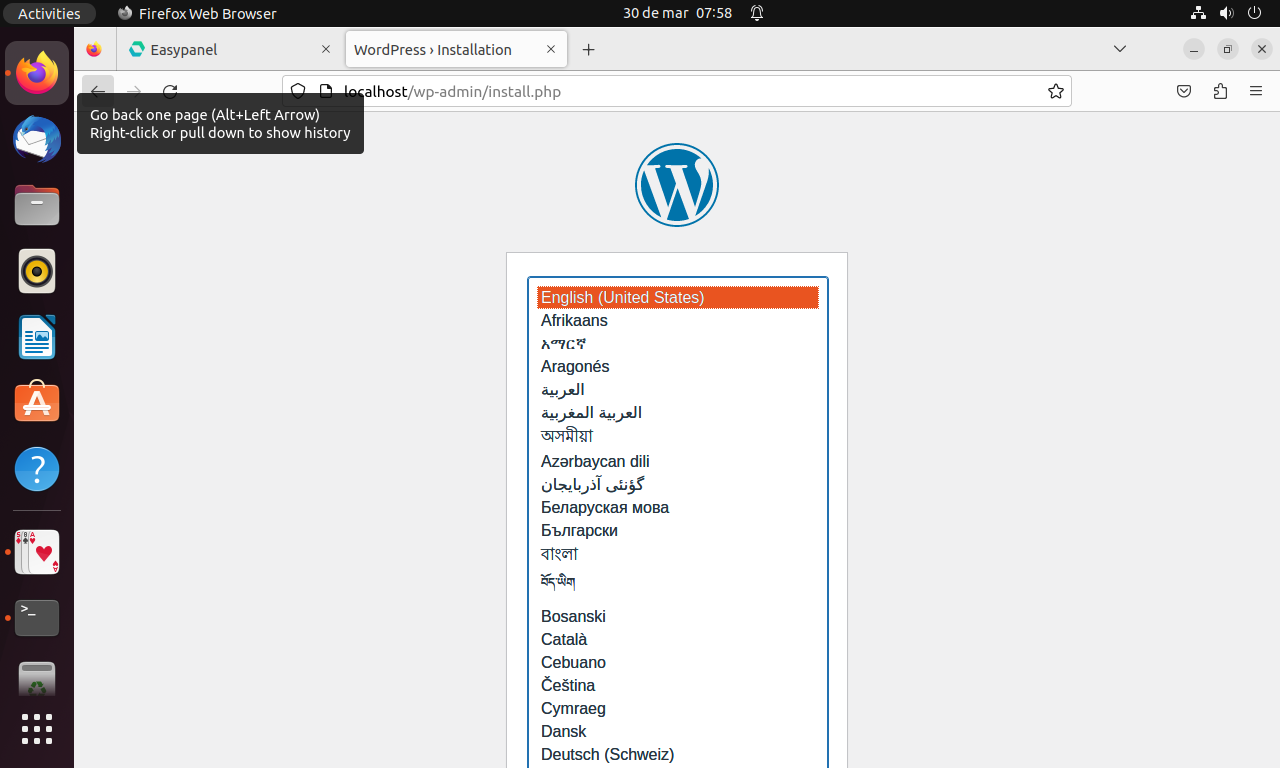 Activities
Firefox Web Browser
30 de mar 07:58
Easypanel
WordPress › Installation
localhost/wp-admin/install.php
Go back one page (Alt+Left Arrow)
Right-click or pull down to show history
English (United States)
Afrikaans
አማርኛ
Aragonés
العربية
العربية المغربية
অসমীয়া
Azərbaycan dili
گؤنئی آذربایجان
Беларуская мова
Български
বাংলা
བོད་ཡིག
Bosanski
Català
Cebuano
Čeština
Cymraeg
Dansk
Deutsch (Schweiz)